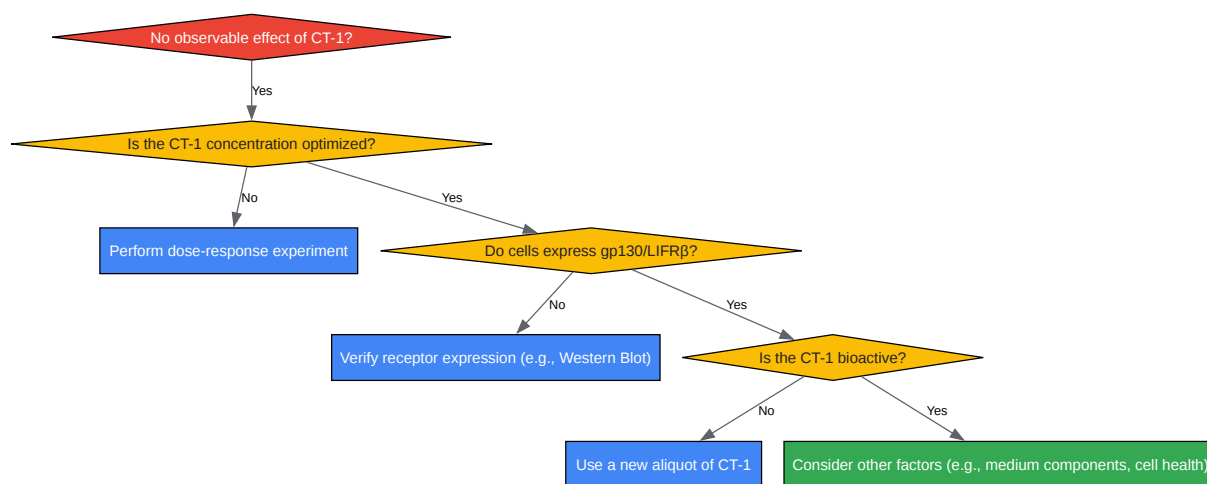 No observable effect of CT-1?
Yes
Is the CT-1 concentration optimized?
No
Yes
Perform dose-response experiment
Do cells express gp130/LIFRβ?
No
Yes
Verify receptor expression (e.g., Western Blot)
Is the CT-1 bioactive?
No
Yes
Use a new aliquot of CT-1
Consider other factors (e.g., medium components, cell health)